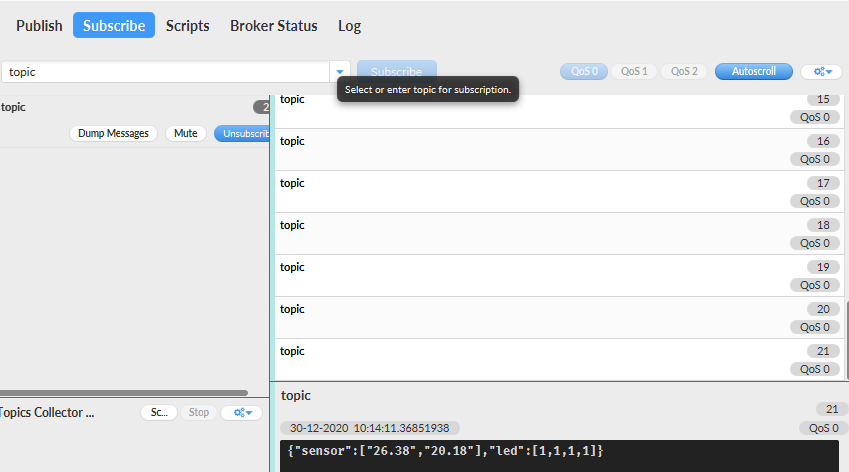 Publish Subscribe Scripts Broker Status Log
topic Subscribe QoS 0 QoS 1 QoS 2 Autoscroll
Select or enter topic for subscription.
topic 2
Dump Messages Mute Unsubscrib
topic 15
QoS 0
topic 16
QoS 0
topic 17
QoS 0
topic 18
QoS 0
topic 19
QoS 0
topic 20
QoS 0
topic 21
QoS 0
Topics Collector ... Sc... Stop
topic
21
30-12-2020 10:14:11.36851938 QoS 0
{"sensor":["26.38","20.18"],"led":[1,1,1,1]}